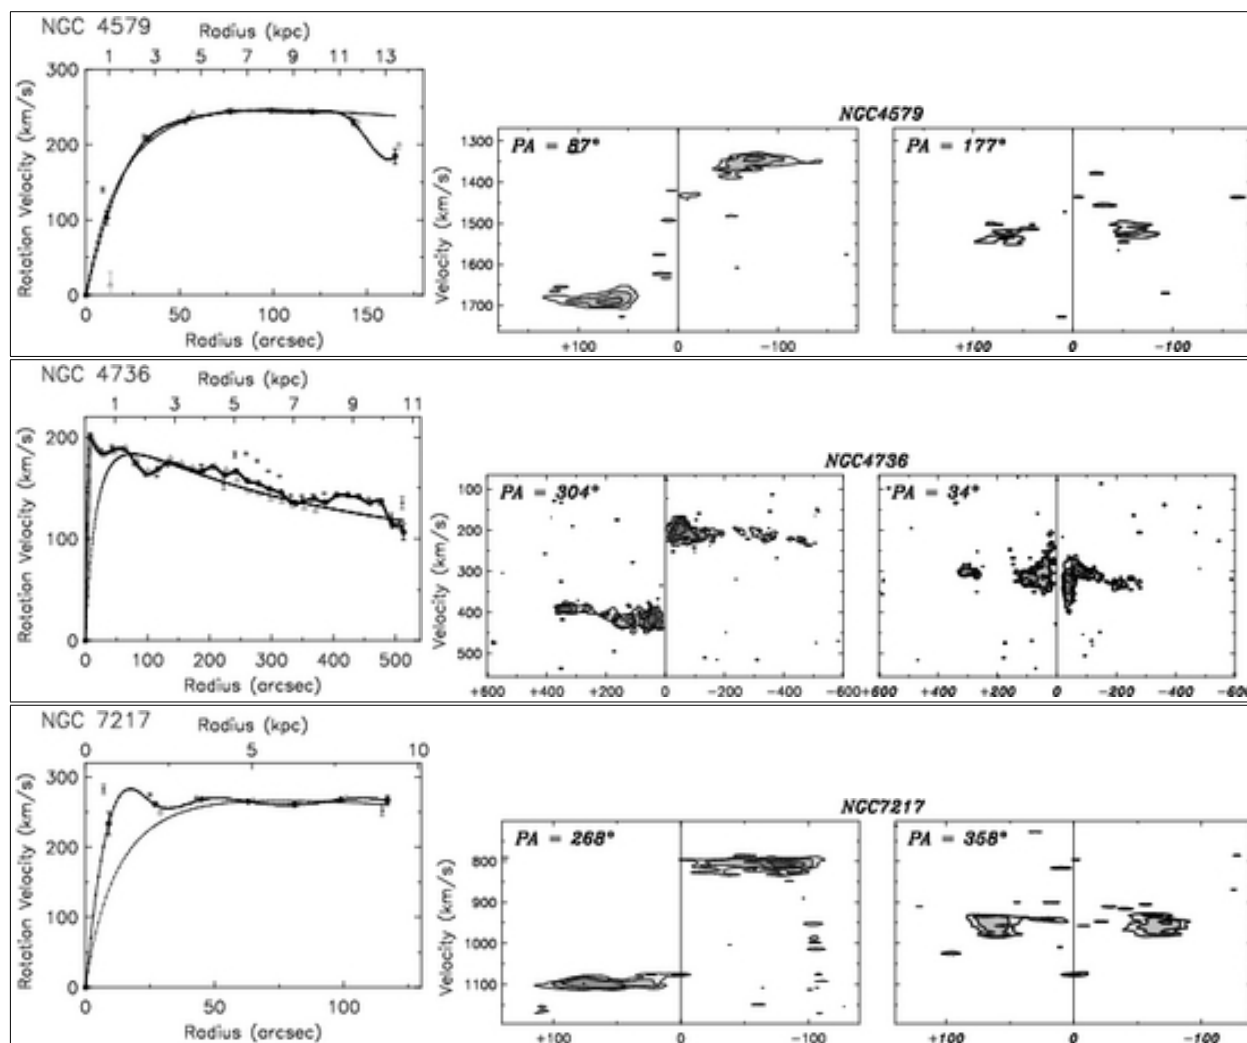 NGC 4579
Radius (kpc)
1 3 5 7 9 11 13
300
200
100
0
Rotation Velocity (km/s)
0 50 100 150
Radius (arcsec)
NGC4579
PA = 87°
1300
1400
1500
1600
1700
Velocity (km/s)
+100 0 -100
PA = 177°
+100 0 -100
NGC 4736
Radius (kpc)
1 3 5 7 9 11
200
100
0
Rotation Velocity (km/s)
0 100 200 300 400 500
Radius (arcsec)
NGC4736
PA = 304°
100
200
300
400
500
Velocity (km/s)
+600 +400 +200 0 -200 -400 -600
PA = 34°
+600 +400 +200 0 -200 -400 -600
NGC 7217
Radius (kpc)
0 5 10
300
200
100
0
Rotation Velocity (km/s)
0 50 100
Radius (arcsec)
NGC7217
PA = 268°
800
900
1000
1100
Velocity (km/s)
+100 0 -100
PA = 358°
+100 0 -100